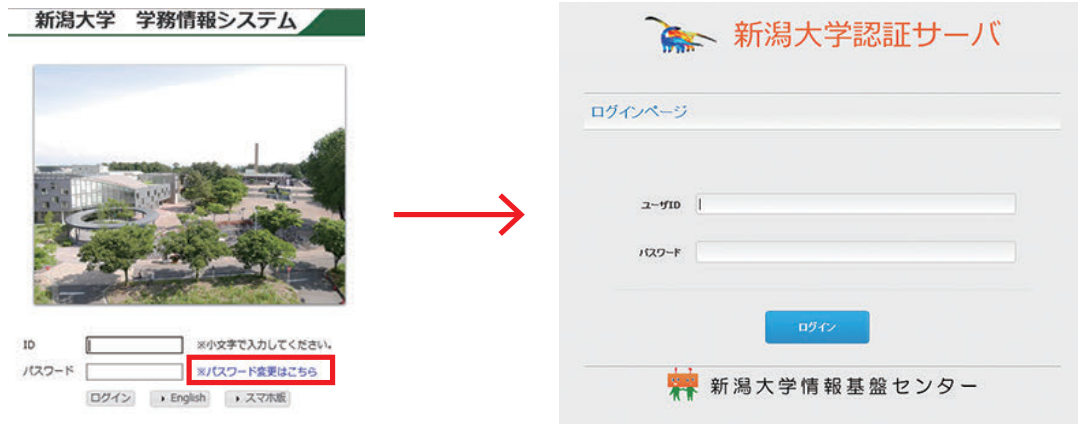 新潟大学 学務情報システム
ID
※小文字で入力してください。
パスワード
※パスワード変更はこちら
ログイン
English
スマホ版
新潟大学認証サーバ
ログインページ
ユーザID
パスワード
ログイン
新潟大学情報基盤センター